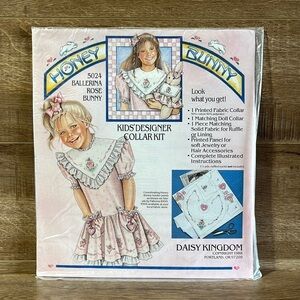 HONEY
BUNNY
5024
BALLERINA
ROSE
BUNNY
KIDS DESIGNER
COLLAR KIT
Look
what you get!
• 1 Printed Fabric Collar
• 1 Matching Doll Collar
• 1 Piece Matching
Solid Fabric for Ruffle
or Lining
• Printed Panel for
soft Jewelry or
Hair Accessories
• Complete Illustrated
Instructions
DAISY KINGDOM
COPYRIGHT 1988
PORTLAND, OR 97209